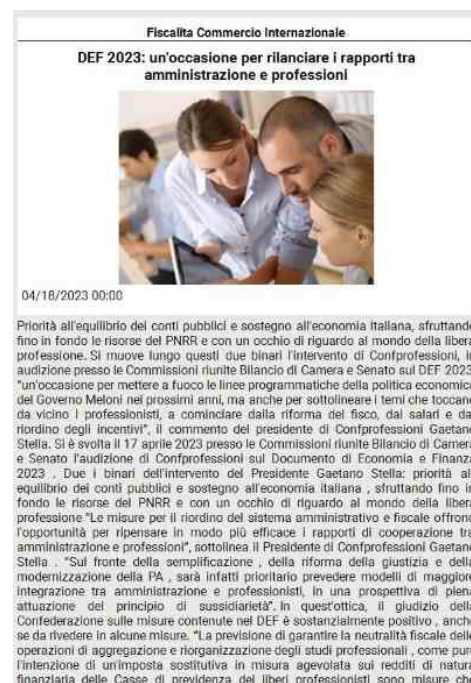 Fiscalita Commercio Internazionale
DEF 2023: un'occasione per rilanciare i rapporti tra
amministrazione e professioni
04/18/2023 00:00
Priorità all'equilibrio dei conti pubblici e sostegno all'economia italiana, sfruttando
fino in fondo le risorse del PNRR e con un occhio di riguardo al mondo della libera
professione. Si muove lungo questi due binari l'intervento di Confprofessioni, in
audizione presso le Commissioni riunite Bilancio di Camera e Senato sul DEF 2023,
"un'occasione per mettere a fuoco le linee programmatiche della politica economica
del Governo Meloni nei prossimi anni, ma anche per sottolineare i temi che toccano
da vicino i professionisti, a cominciare dalla riforma del fisco, dai salari e dal
riordino degli incentivi", il commento del presidente di Confprofessioni Gaetano
Stella. Si è svolta il 17 aprile 2023 presso le Commissioni riunite Bilancio di Camera
e Senato l'audizione di Confprofessioni sul Documento di Economia e Finanza
2023 . Due i binari dell'intervento del Presidente Gaetano Stella: priorità all'
equilibrio dei conti pubblici e sostegno all'economia italiana , sfruttando fino in
fondo le risorse del PNRR e con un occhio di riguardo al mondo della libera
professione "Le misure per il riordino del sistema amministrativo e fiscale offrono
l'opportunità per ripensare in modo più efficace i rapporti di cooperazione tra
amministrazione e professioni", sottolinea il Presidente di Confprofessioni Gaetano
Stella . "Sul fronte della semplificazione , della riforma della giustizia e della
modernizzazione della PA , sarà infatti prioritario prevedere modelli di maggiore
integrazione tra amministrazione e professionisti, in una prospettiva di piena
attuazione del principio di sussidiarietà". In quest'ottica, il giudizio della
Confederazione sulle misure contenute nel DEF è sostanzialmente positivo , anche
se da rivedere in alcune misure. "La previsione di garantire la neutralità fiscale delle
operazioni di aggregazione e riorganizzazione degli studi professionali , come pure
l'intenzione di un'imposta sostitutiva in misura agevolata sui redditi di natura
finanziaria delle Casse di previdenza dei liberi professionisti sono misure che